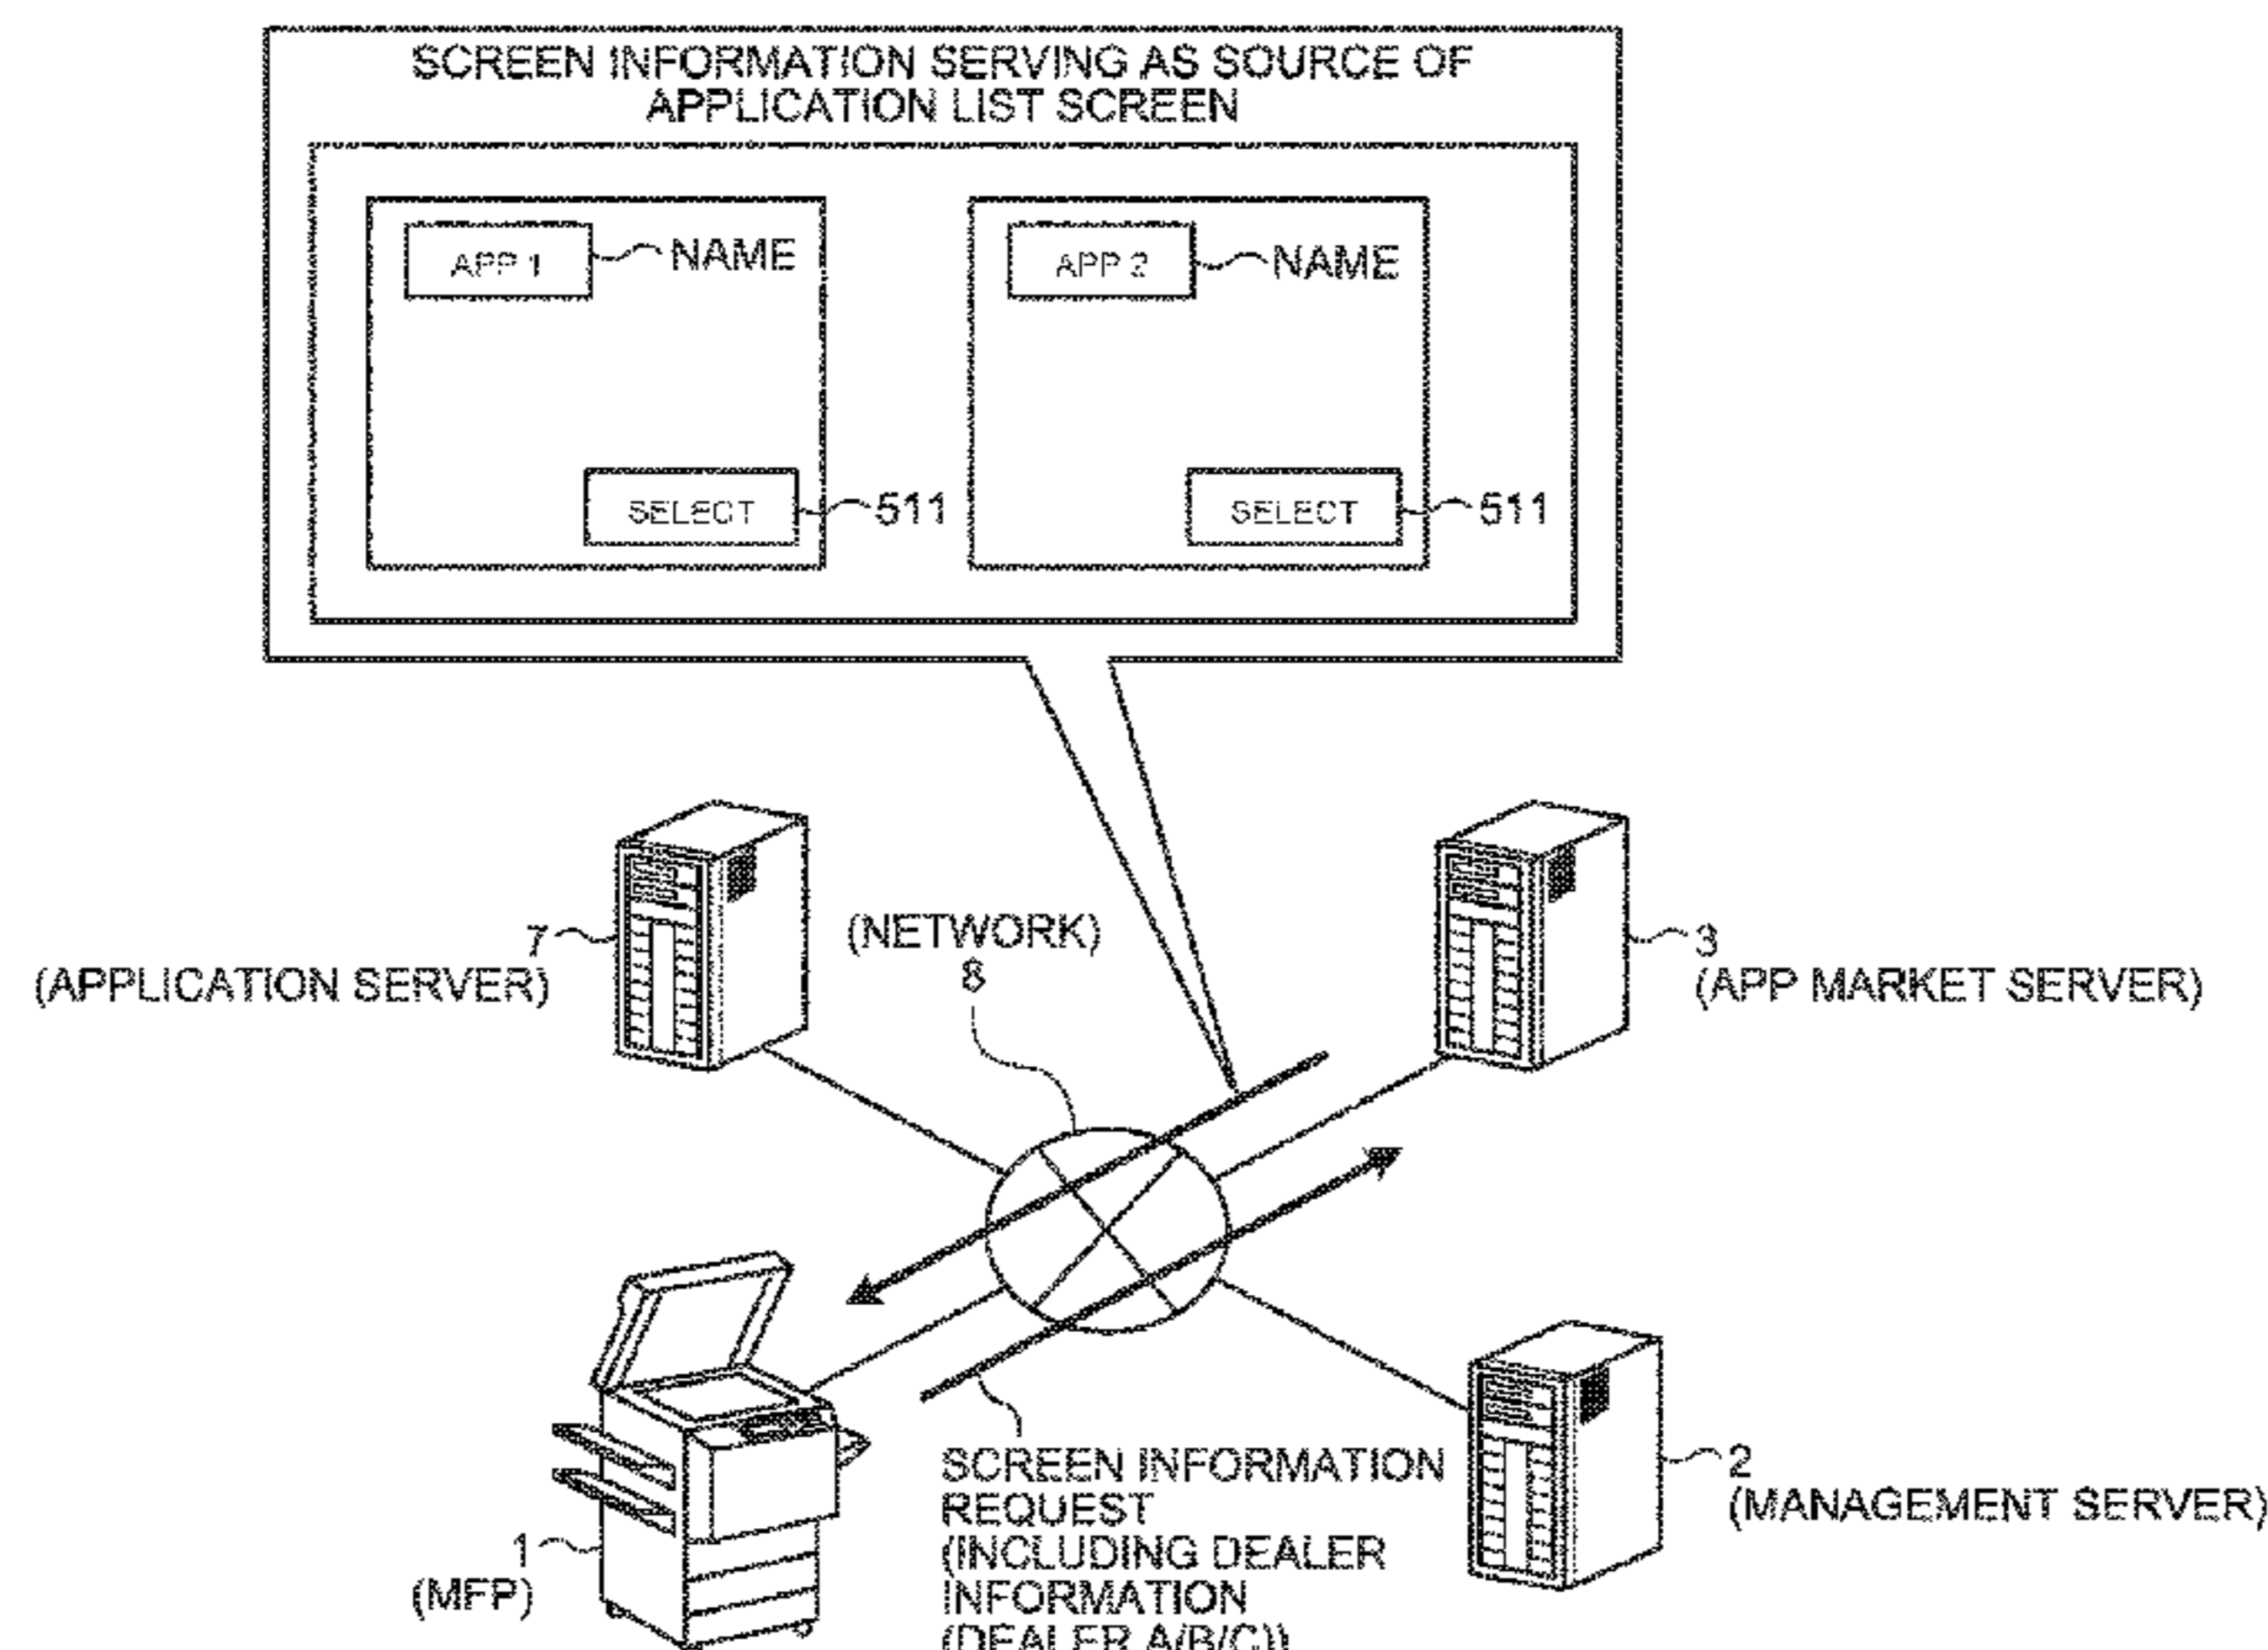 SCREEN INFORMATION SERVING AS SOURCE OF
APPLICATION LIST SCREEN
APP 1
NAME
APP 2
NAME
SELECT
511
SELECT
511
7
(APPLICATION SERVER)
(NETWORK)
8
3
(APP MARKET SERVER)
1
(MFP)
SCREEN INFORMATION
REQUEST
(INCLUDING DEALER
INFORMATION
(DEALER A(B/C))
2
(MANAGEMENT SERVER)